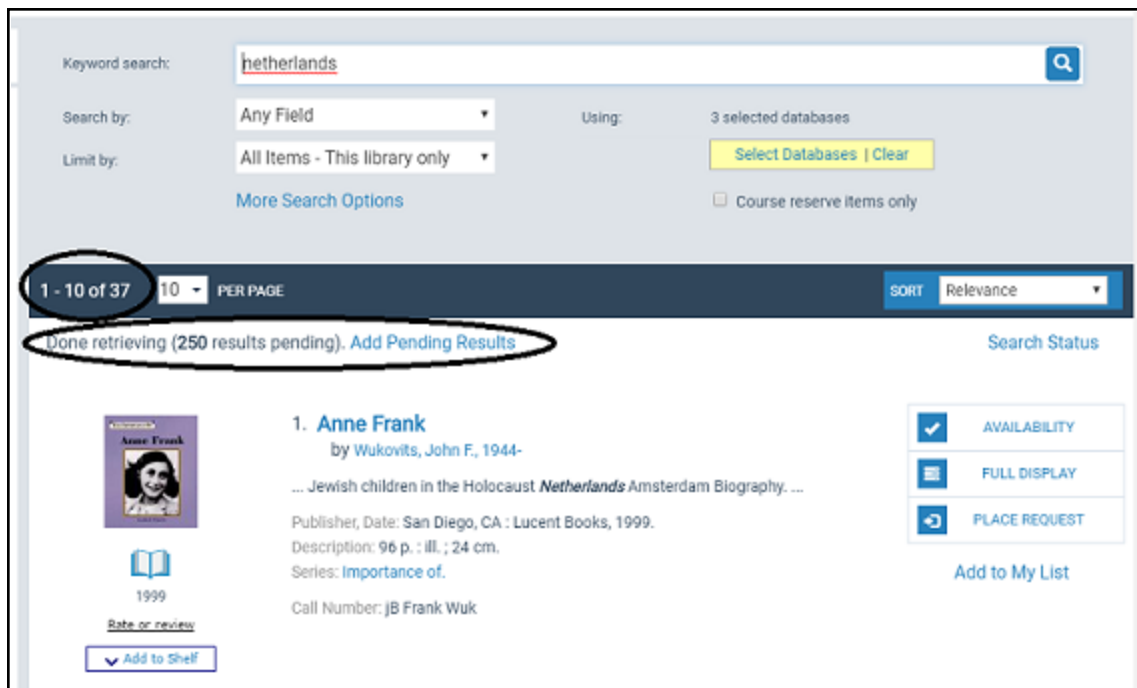 Keyword search: netherlands
Search by: Any Field Using: 3 selected databases
Limit by: All Items - This library only Select Databases | Clear
More Search Options Course reserve items only
1 - 10 of 37 10 PER PAGE SORT Relevance
Done retrieving (250 results pending). Add Pending Results Search Status
Anne Frank
1. Anne Frank
by Wukovits, John F., 1944-
... Jewish children in the Holocaust Netherlands Amsterdam Biography. ...
Publisher, Date: San Diego, CA : Lucent Books, 1999.
Description: 96 p. : ill. ; 24 cm.
Series: Importance of.
Call Number: jB Frank Wuk
1999
Rate or review
Add to Shelf
AVAILABILITY
FULL DISPLAY
PLACE REQUEST
Add to My List